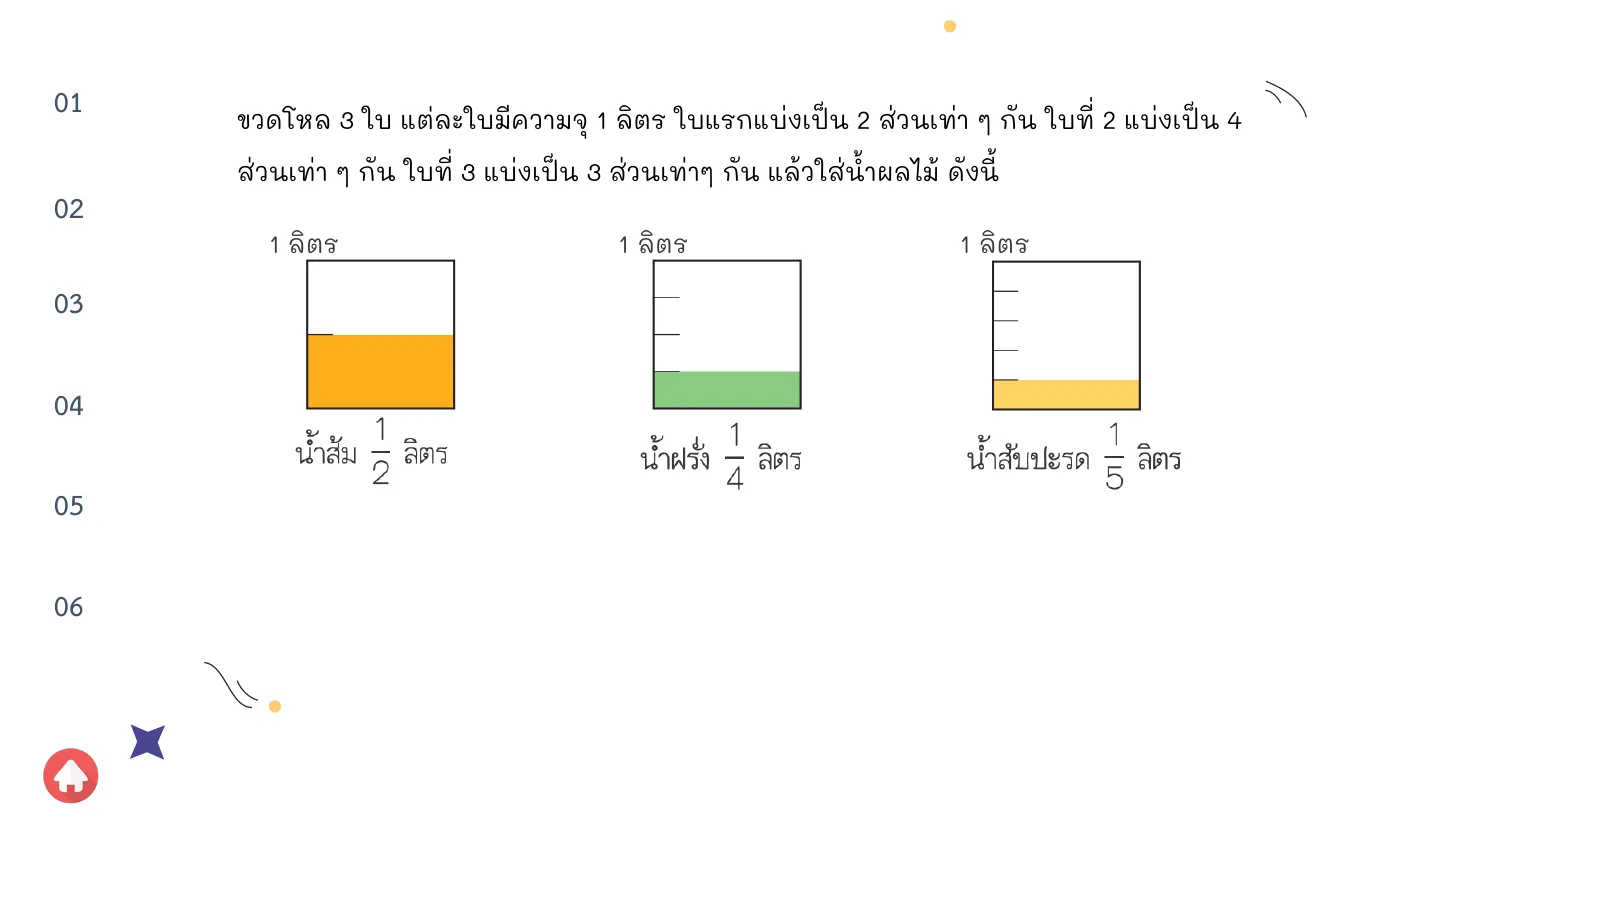 01
ขวดโหล 3 ใบ แต่ละใบมีความจุ 1 ลิตร ใบแรกแบ่งเป็น 2 ส่วนเท่า ๆ กัน ใบที่ 2 แบ่งเป็น 4
ส่วนเท่า ๆ กัน ใบที่ 3 แบ่งเป็น 3 ส่วนเท่าๆ กัน แล้วใส่น้ำผลไม้ ดังนี้
02
1 ลิตร 1 ลิตร 1 ลิตร
03
04
น้ำส้ม 1/2 ลิตร น้ำฝรั่ง 1/4 ลิตร น้ำสับปะรด 1/5 ลิตร
05
06